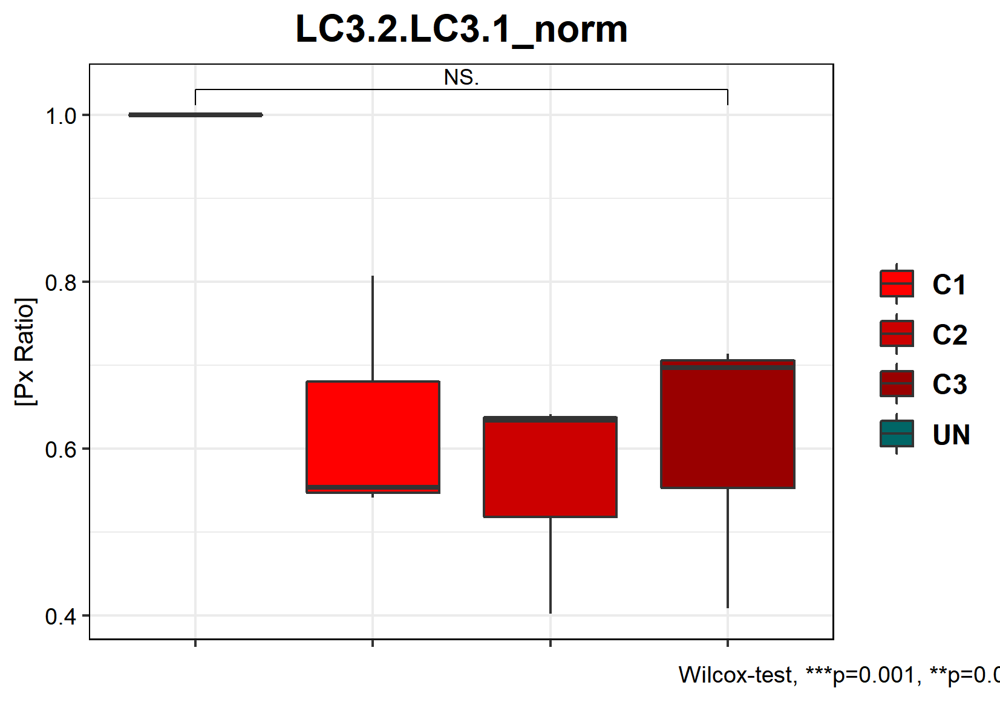 LC3.2.LC3.1_norm
NS.
1.0
0.8
0.6
0.4
[Px Ratio]
C1
C2
C3
UN
Wilcox-test, ***p=0.001, **p=0.0